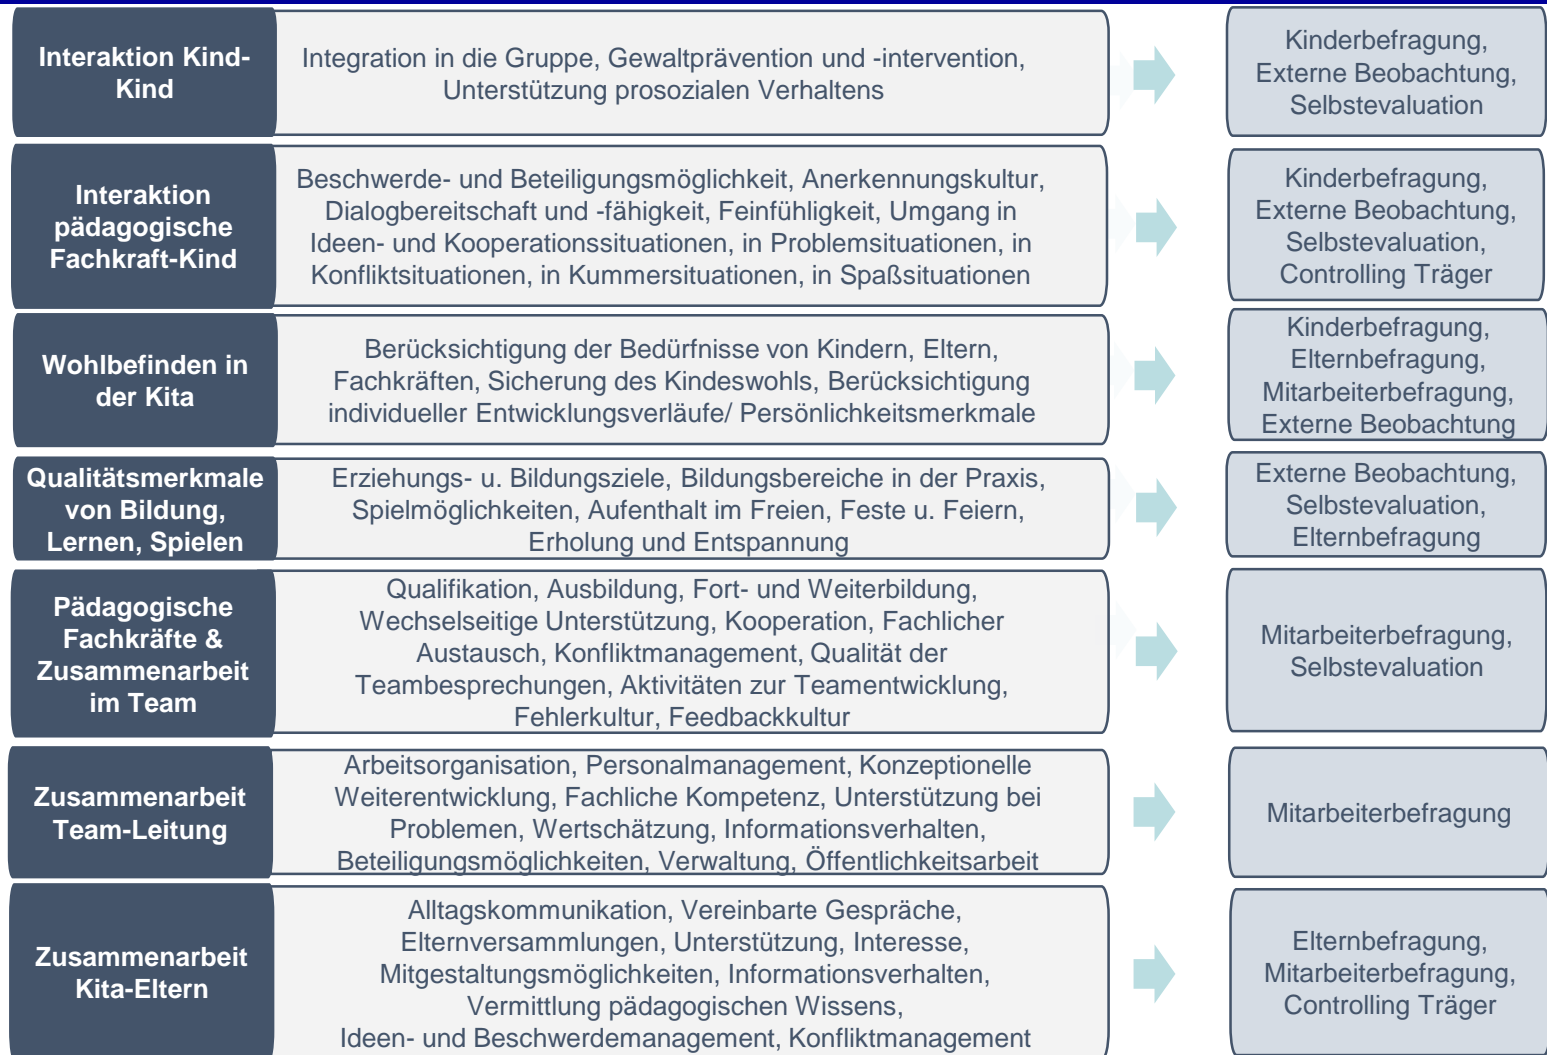 Interaktion Kind-
Kind
Integration in die Gruppe, Gewaltprävention und -intervention,
Unterstützung prosozialen Verhaltens
Kinderbefragung,
Externe Beobachtung,
Selbstevaluation
Interaktion
pädagogische
Fachkraft-Kind
Beschwerde- und Beteiligungsmöglichkeit, Anerkennungskultur,
Dialogbereitschaft und -fähigkeit, Feinfühligkeit, Umgang in
Ideen- und Kooperationssituationen, in Problemsituationen, in
Konfliktsituationen, in Kummersituationen, in Spaßsituationen
Kinderbefragung,
Externe Beobachtung,
Selbstevaluation,
Controlling Träger
Wohlbefinden in
der Kita
Berücksichtigung der Bedürfnisse von Kindern, Eltern,
Fachkräften, Sicherung des Kindeswohls, Berücksichtigung
individueller Entwicklungsverläufe/ Persönlichkeitsmerkmale
Kinderbefragung,
Elternbefragung,
Mitarbeiterbefragung,
Externe Beobachtung
Qualitätsmerkmale
von Bildung,
Lernen, Spielen
Erziehungs- u. Bildungsziele, Bildungsbereiche in der Praxis,
Spielmöglichkeiten, Aufenthalt im Freien, Feste u. Feiern,
Erholung und Entspannung
Externe Beobachtung,
Selbstevaluation,
Elternbefragung
Pädagogische
Fachkräfte &
Zusammenarbeit
im Team
Qualifikation, Ausbildung, Fort- und Weiterbildung,
Wechselseitige Unterstützung, Kooperation, Fachlicher
Austausch, Konfliktmanagement, Qualität der
Teambesprechungen, Aktivitäten zur Teamentwicklung,
Fehlerkultur, Feedbackkultur
Mitarbeiterbefragung,
Selbstevaluation
Zusammenarbeit
Team-Leitung
Arbeitsorganisation, Personalmanagement, Konzeptionelle
Weiterentwicklung, Fachliche Kompetenz, Unterstützung bei
Problemen, Wertschätzung, Informationsverhalten,
Beteiligungsmöglichkeiten, Verwaltung, Öffentlichkeitsarbeit
Mitarbeiterbefragung
Zusammenarbeit
Kita-Eltern
Alltagskommunikation, Vereinbarte Gespräche,
Elternversammlungen, Unterstützung, Interesse,
Mitgestaltungsmöglichkeiten, Informationsverhalten,
Vermittlung pädagogischen Wissens,
Ideen- und Beschwerdemanagement, Konfliktmanagement
Elternbefragung,
Mitarbeiterbefragung,
Controlling Träger